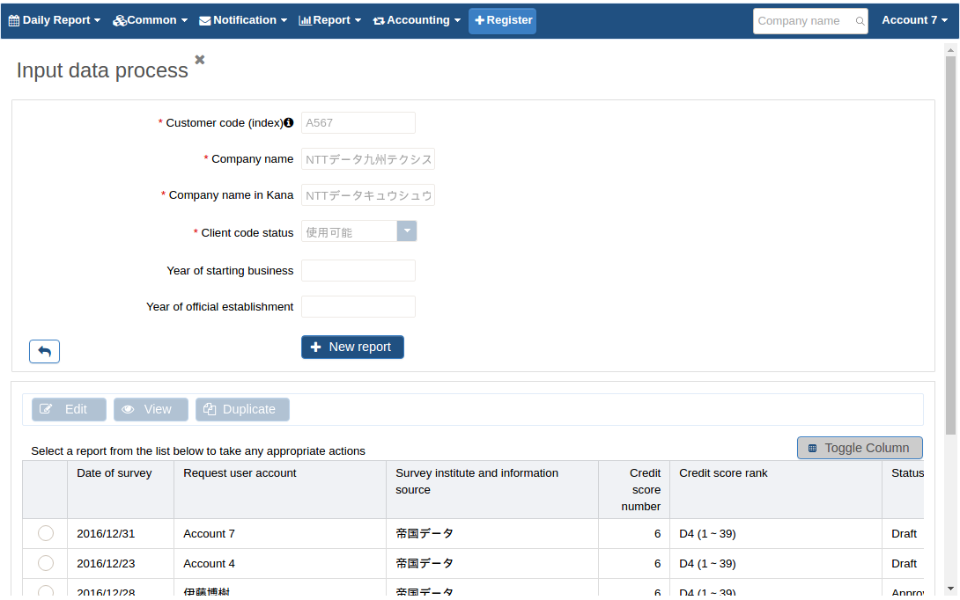 Daily Report Common Notification Report Accounting Register Company name Account 7
Input data process
* Customer code (index) A567
* Company name NTTデータ九州テクシス
* Company name in Kana NTTデータキュウシュウ
* Client code status 使用可能
Year of starting business
Year of official establishment
New report
Edit View Duplicate
Select a report from the list below to take any appropriate actions Toggle Column
Date of survey Request user account Survey institute and information source Credit score number Credit score rank Status
2016/12/31 Account 7 帝国データ 6 D4 (1 ~ 39) Draft
2016/12/23 Account 4 帝国データ 6 D4 (1 ~ 39) Draft
2016/12/28 伊藤博樹 帝国データ 6 D4 (1 ~ 39) Approv